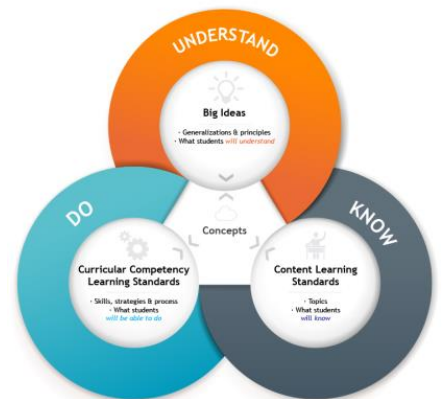 UNDERSTAND
Big Ideas
· Generalizations & principles
· What students will understand
Concepts
DO
Curricular Competency
Learning Standards
· Skills, strategies & process
· What students
will be able to do
KNOW
Content Learning
Standards
· Topics
· What students
will know